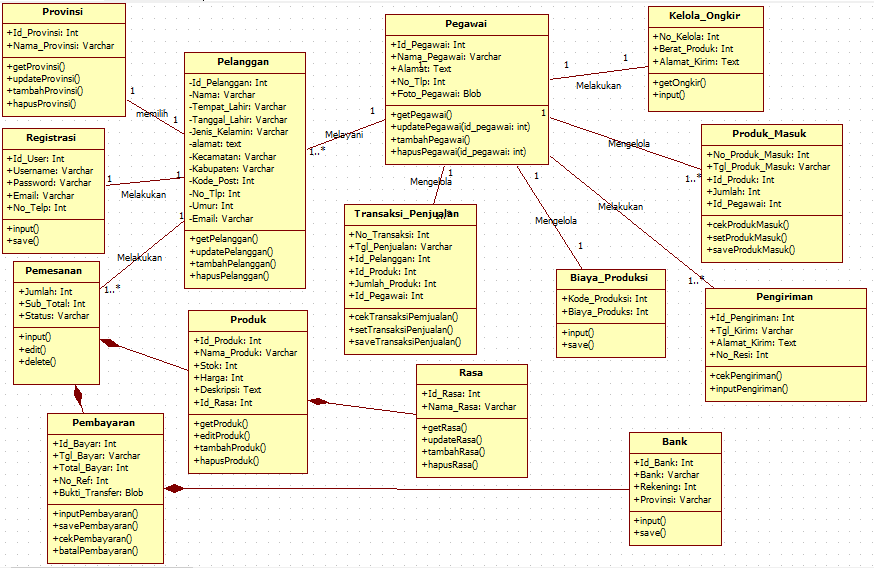 Provinsi
+Id_Provinsi: Int
+Nama_Provinsi: Varchar
+getProvinsi()
+updateProvinsi()
+tambahProvinsi()
+hapusProvinsi()
1
memilih
1
Registrasi
+Id_User: Int
+Username: Varchar
+Password: Varchar
+Email: Varchar
+No_Telp: Int
+input()
+save()
1
Melakukan
1
Pelanggan
-Id_Pelanggan: Int
-Nama: Varchar
-Tempat_Lahir: Varchar
-Tanggal_Lahir: Varchar
-Jenis_Kelamin: Varchar
-alamat: text
-Kecamatan: Varchar
-Kabupaten: Varchar
-Kode_Post: Int
-No_Tlp: Int
-Umur: Int
-Email: Varchar
+getPelanggan()
+updatePelanggan()
+tambahPelanggan()
+hapusPelanggan()
1
Melakukan
1..*
1
Melayani
1..*
Pegawai
+Id_Pegawai: Int
+Nama_Pegawai: Varchar
+Alamat: Text
+No_Tlp: Int
+Foto_Pegawai: Blob
1
+getPegawai()
+updatePegawai(id_pegawai: int)
+tambahPegawai()
+hapusPegawai(id_pegawai: int)
1
Melakukan
1
Kelola_Ongkir
+No_Kelola: Int
+Berat_Produk: Int
+Alamat_Kirim: Text
+getOngkir()
+input()
1
Mengelola
1..*
Produk_Masuk
+No_Produk_Masuk: Int
+Tgl_Produk_Masuk: Varchar
+Id_Produk: Int
+Jumlah: Int
+Id_Pegawai: Int
+cekProdukMasuk()
+setProdukMasuk()
+saveProdukMasuk()
1
Mengelola
1..*
Transaksi_Penjualan
+No_Transaksi: Int
+Tgl_Penjualan: Varchar
+Id_Pelanggan: Int
+Id_Produk: Int
+Jumlah_Produk: Int
+Id_Pegawai: Int
+cekTransaksiPemjualan()
+setTransaksiPenjualan()
+saveTransaksiPenjualan()
1
Mengelola
1
Biaya_Produksi
+Kode_Produksi: Int
+Biaya_Produks: Int
+input()
+save()
Melakukan
1..*
Pengiriman
+Id_Pengiriman: Int
+Tgl_Kirim: Varchar
+Alamat_Kirim: Text
+No_Resi: Int
+cekPengiriman()
+inputPengiriman()
Pemesanan
+Jumlah: Int
+Sub_Total: Int
+Status: Varchar
+input()
+edit()
+delete()
Produk
+Id_Produk: Int
+Nama_Produk: Varchar
+Stok: Int
+Harga: Int
+Deskripsi: Text
+Id_Rasa: Int
+getProduk()
+editProduk()
+tambahProduk()
+hapusProduk()
Rasa
+Id_Rasa: Int
+Nama_Rasa: Varchar
+getRasa()
+updateRasa()
+tambahRasa()
+hapusRasa()
Pembayaran
+Id_Bayar: Int
+Tgl_Bayar: Varchar
+Total_Bayar: Int
+No_Ref: Int
+Bukti_Transfer: Blob
+inputPembayaran()
+savePembayaran()
+cekPembayaran()
+batalPembayaran()
Bank
+Id_Bank: Int
+Bank: Varchar
+Rekening: Int
+Provinsi: Varchar
+input()
+save()